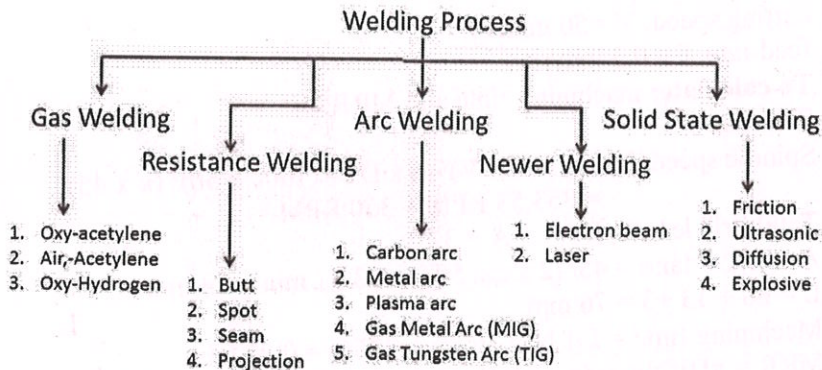 Welding Process
Gas Welding
Resistance Welding
Arc Welding
Newer Welding
Solid State Welding
1. Oxy-acetylene
2. Air,-Acetylene
3. Oxy-Hydrogen
1. Butt
2. Spot
3. Seam
4. Projection
1. Carbon arc
2. Metal arc
3. Plasma arc
4. Gas Metal Arc (MIG)
5. Gas Tungsten Arc (TIG)
1. Electron beam
2. Laser
1. Friction
2. Ultrasonic
3. Diffusion
4. Explosive